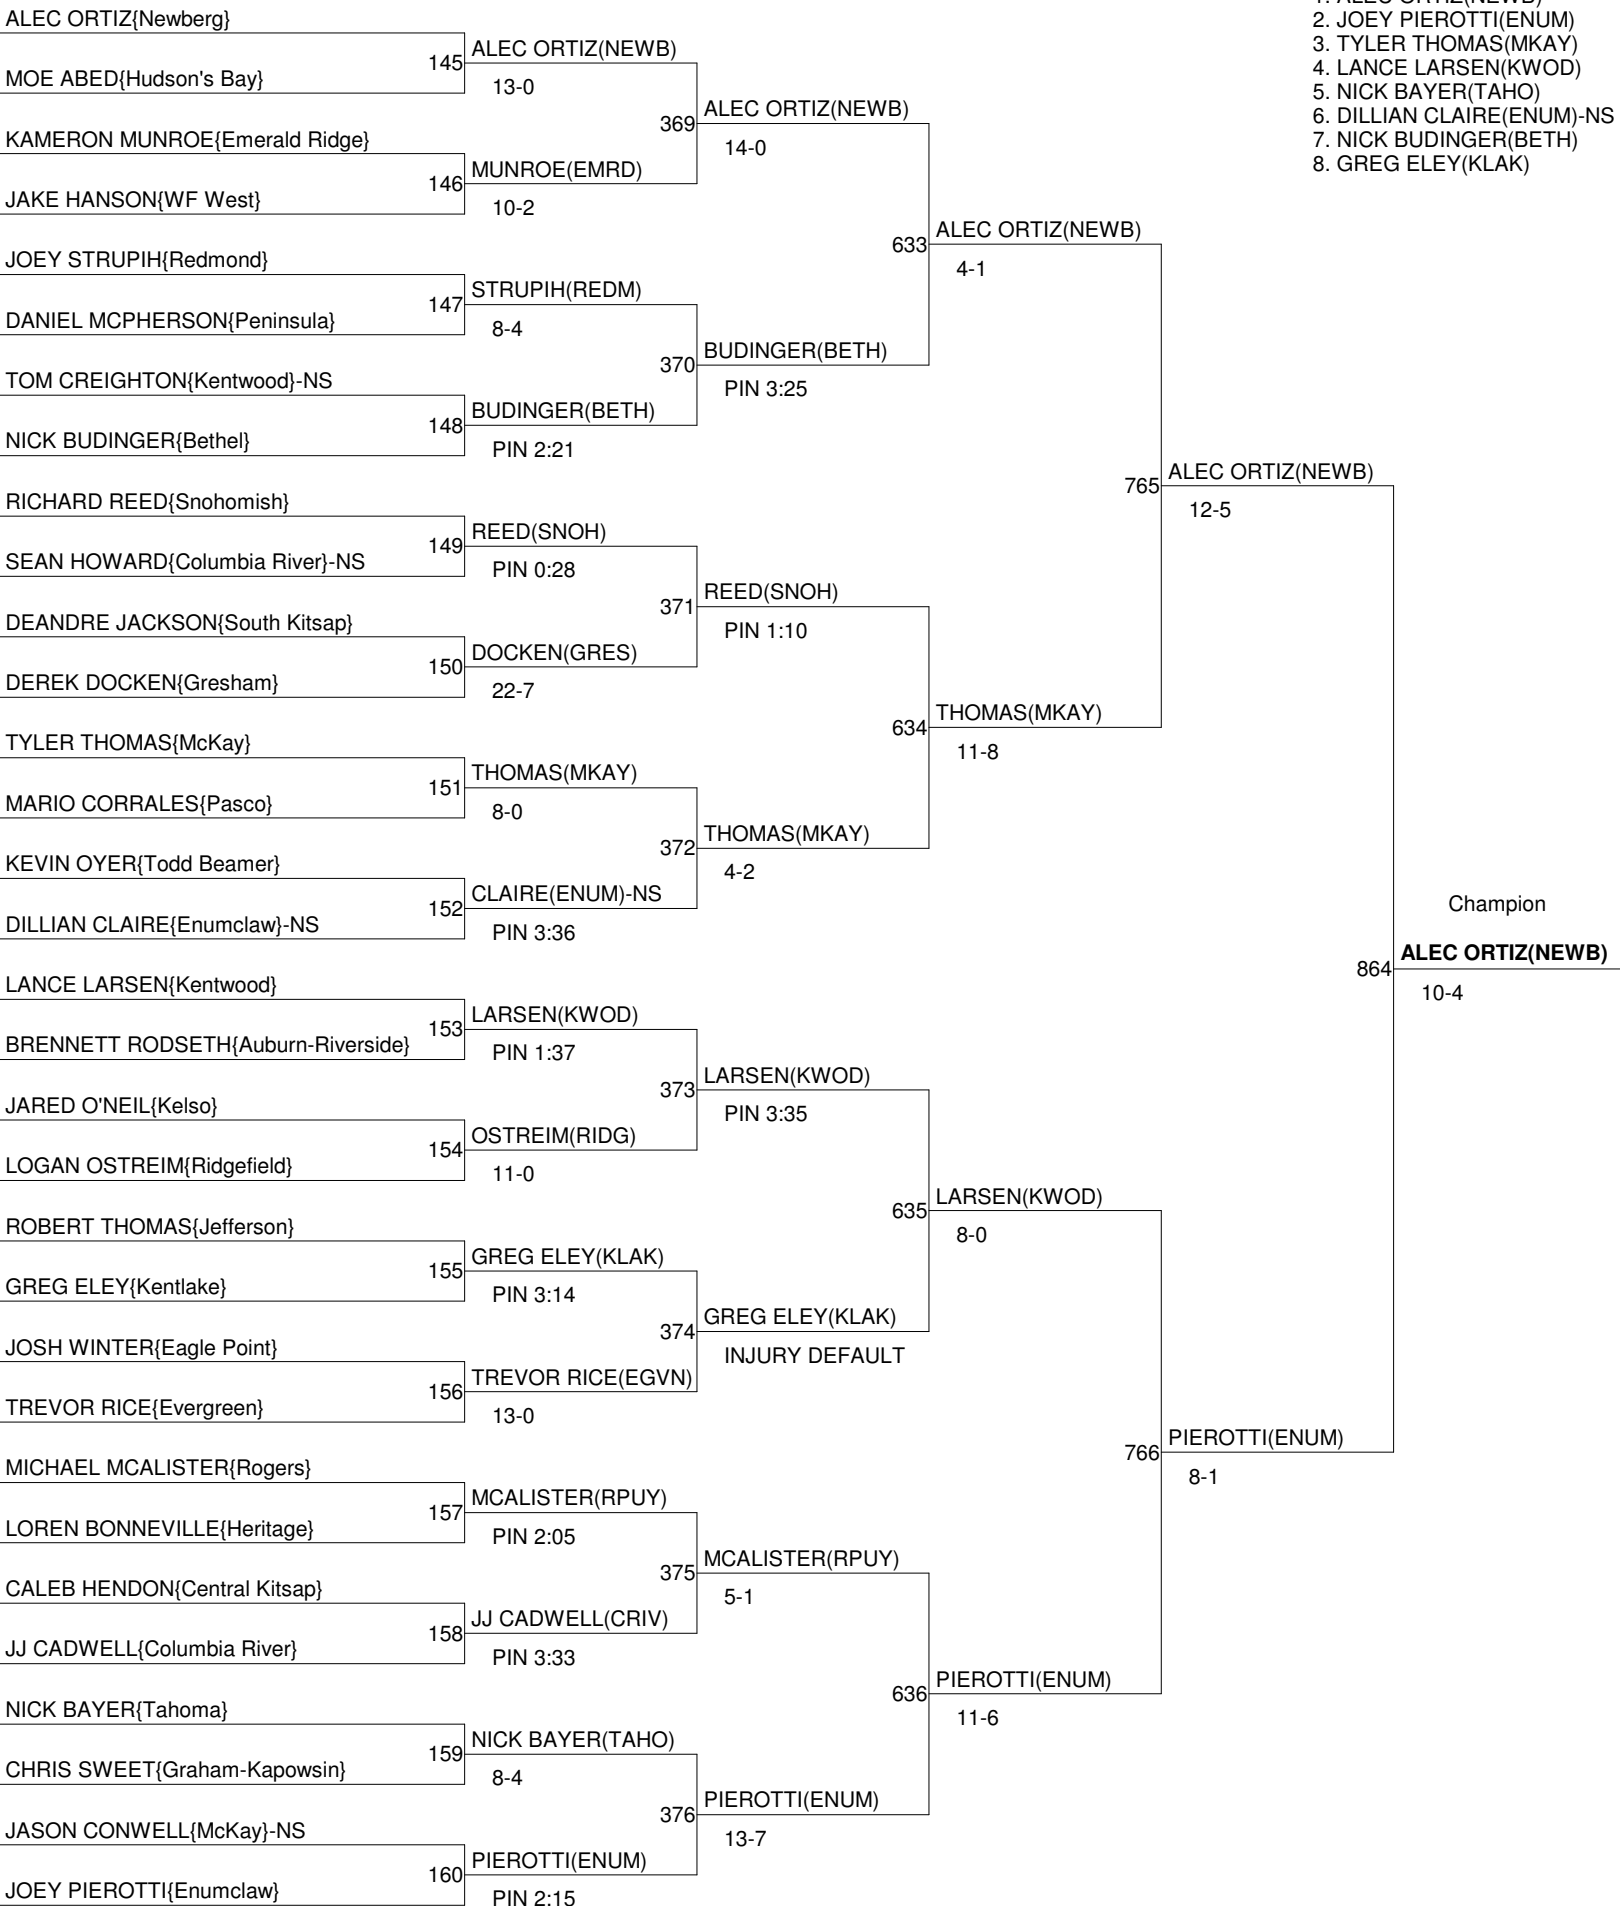 1. ALEC ORTIZ(NEWB)
2. JOEY PIEROTTI(ENUM)
3. TYLER THOMAS(MKAY)
4. LANCE LARSEN(KWOD)
5. NICK BAYER(TAHO)
6. DILLIAN CLAIRE(ENUM)-NS
7. NICK BUDINGER(BETH)
8. GREG ELEY(KLAK)
ALEC ORTIZ{Newberg}
MOE ABED{Hudson's Bay}
KAMERON MUNROE{Emerald Ridge}
JAKE HANSON{WF West}
JOEY STRUPIH{Redmond}
DANIEL MCPHERSON{Peninsula}
TOM CREIGHTON{Kentwood}-NS
NICK BUDINGER{Bethel}
RICHARD REED{Snohomish}
SEAN HOWARD{Columbia River}-NS
DEANDRE JACKSON{South Kitsap}
DEREK DOCKEN{Gresham}
TYLER THOMAS{McKay}
MARIO CORRALES{Pasco}
KEVIN OYER{Todd Beamer}
DILLIAN CLAIRE{Enumclaw}-NS
LANCE LARSEN{Kentwood}
BRENNETT RODSETH{Auburn-Riverside}
JARED O'NEIL{Kelso}
LOGAN OSTREIM{Ridgefield}
ROBERT THOMAS{Jefferson}
GREG ELEY{Kentlake}
JOSH WINTER{Eagle Point}
TREVOR RICE{Evergreen}
MICHAEL MCALISTER{Rogers}
LOREN BONNEVILLE{Heritage}
CALEB HENDON{Central Kitsap}
JJ CADWELL{Columbia River}
NICK BAYER{Tahoma}
CHRIS SWEET{Graham-Kapowsin}
JASON CONWELL{McKay}-NS
JOEY PIEROTTI{Enumclaw}
145 ALEC ORTIZ(NEWB)
13-0
146 MUNROE(EMRD)
10-2
147 STRUPIH(REDM)
8-4
148 BUDINGER(BETH)
PIN 2:21
149 REED(SNOH)
PIN 0:28
150 DOCKEN(GRES)
22-7
151 THOMAS(MKAY)
8-0
152 CLAIRE(ENUM)-NS
PIN 3:36
153 LARSEN(KWOD)
PIN 1:37
154 OSTREIM(RIDG)
11-0
155 GREG ELEY(KLAK)
PIN 3:14
156 TREVOR RICE(EGVN)
13-0
157 MCALISTER(RPUY)
PIN 2:05
158 JJ CADWELL(CRIV)
PIN 3:33
159 NICK BAYER(TAHO)
8-4
160 PIEROTTI(ENUM)
PIN 2:15
369 ALEC ORTIZ(NEWB)
14-0
370 BUDINGER(BETH)
PIN 3:25
371 REED(SNOH)
PIN 1:10
372 THOMAS(MKAY)
4-2
373 LARSEN(KWOD)
PIN 3:35
374 GREG ELEY(KLAK)
INJURY DEFAULT
375 MCALISTER(RPUY)
5-1
376 PIEROTTI(ENUM)
13-7
633 ALEC ORTIZ(NEWB)
4-1
634 THOMAS(MKAY)
11-8
635 LARSEN(KWOD)
8-0
636 PIEROTTI(ENUM)
11-6
765 ALEC ORTIZ(NEWB)
12-5
766 PIEROTTI(ENUM)
8-1
Champion
864 ALEC ORTIZ(NEWB)
10-4